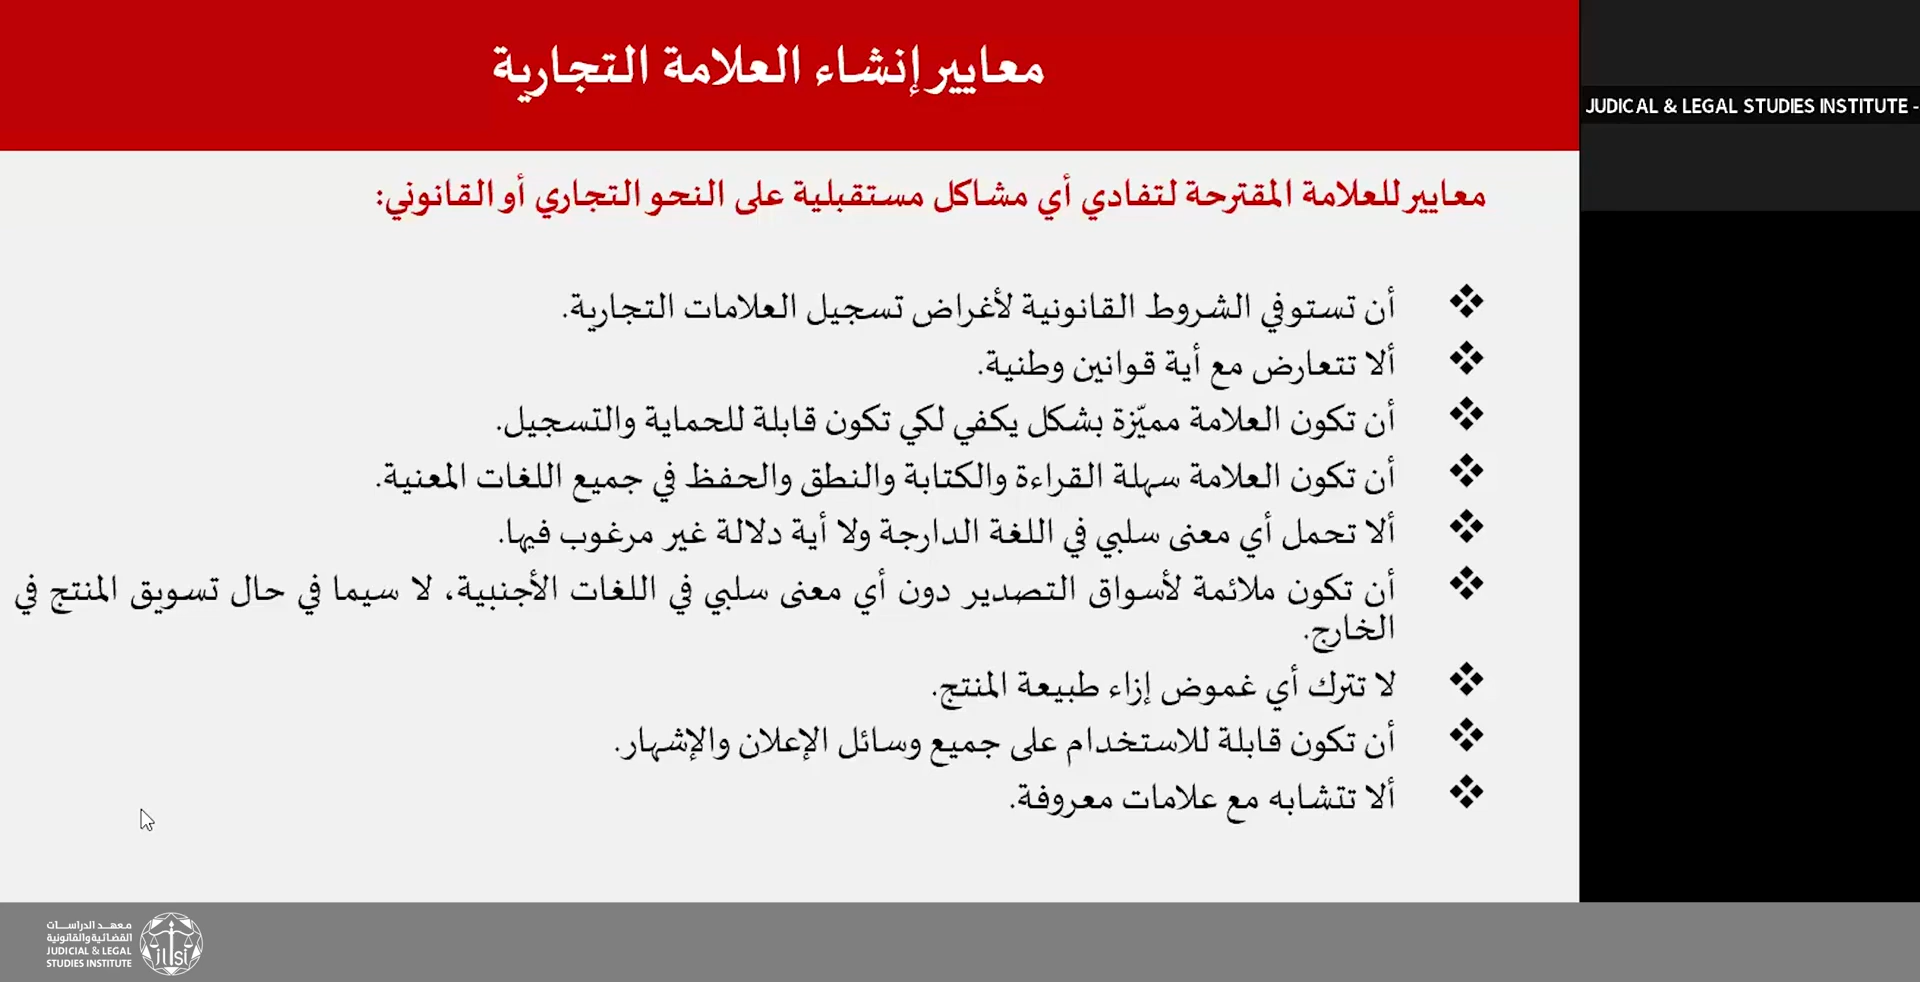 معايير إنشاء العلامة التجارية
JUDICAL & LEGAL STUDIES INSTITUTE -
معايير للعلامة المقترحة لتفادي أي مشاكل مستقبلية على النحو التجاري أو القانوني:
❖ أن تستوفي الشروط القانونية لأغراض تسجيل العلامات التجارية.
❖ ألا تتعارض مع أية قوانين وطنية.
❖ أن تكون العلامة مميّزة بشكل يكفي لكي تكون قابلة للحماية والتسجيل.
❖ أن تكون العلامة سهلة القراءة والكتابة والنطق والحفظ في جميع اللغات المعنية.
❖ ألا تحمل أي معنى سلبي في اللغة الدارجة ولا أية دلالة غير مرغوب فيها.
❖ أن تكون ملائمة لأسواق التصدير دون أي معنى سلبي في اللغات الأجنبية، لا سيما في حال تسويق المنتج في
الخارج.
❖ لا تترك أي غموض إزاء طبيعة المنتج.
❖ أن تكون قابلة للاستخدام على جميع وسائل الإعلان والإشهار.
❖ ألا تتشابه مع علامات معروفة.
معهد الدراسات
القضائية والقانونية
JUDICIAL & LEGAL
STUDIES INSTITUTE
jlsi